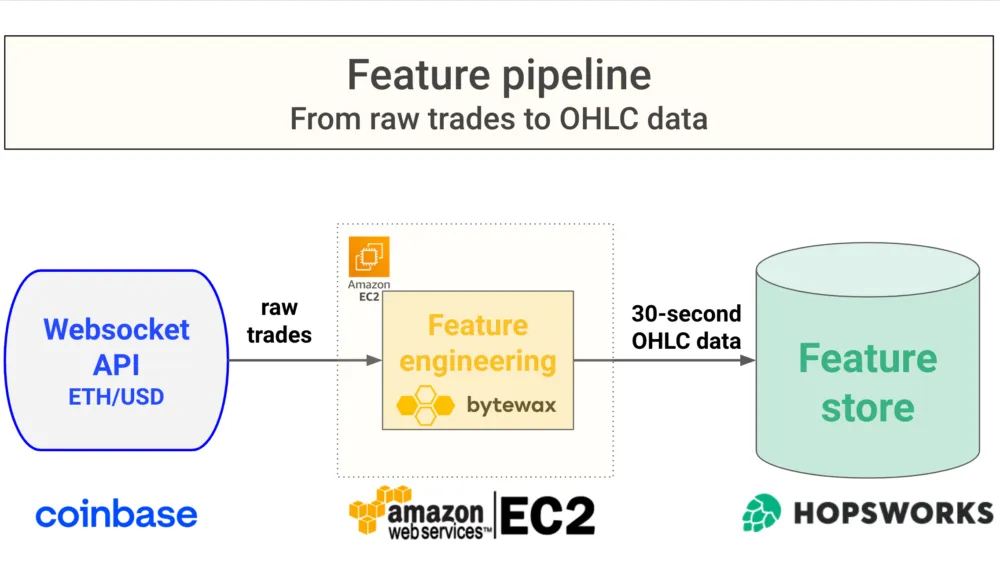 Feature pipeline
From raw trades to OHLC data
Websocket
API
ETH/USD
raw
trades
Amazon
EC2
Feature
engineering
bytewax
30-second
OHLC data
Feature
store
coinbase
amazon
web services™
EC2
HOPSWORKS